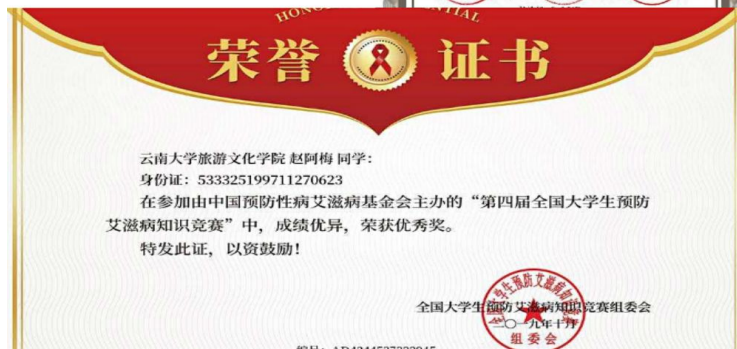 荣誉证书
云南大学旅游文化学院 赵阿梅 同学：
身份证：533325199711270623
在参加由中国预防性病艾滋病基金会主办的“第四届全国大学生预防
艾滋病知识竞赛”中，成绩优异，荣获优秀奖。
特发此证，以资鼓励！
全国大学生预防艾滋病知识竞赛组委会
二〇一九年十月
组委会